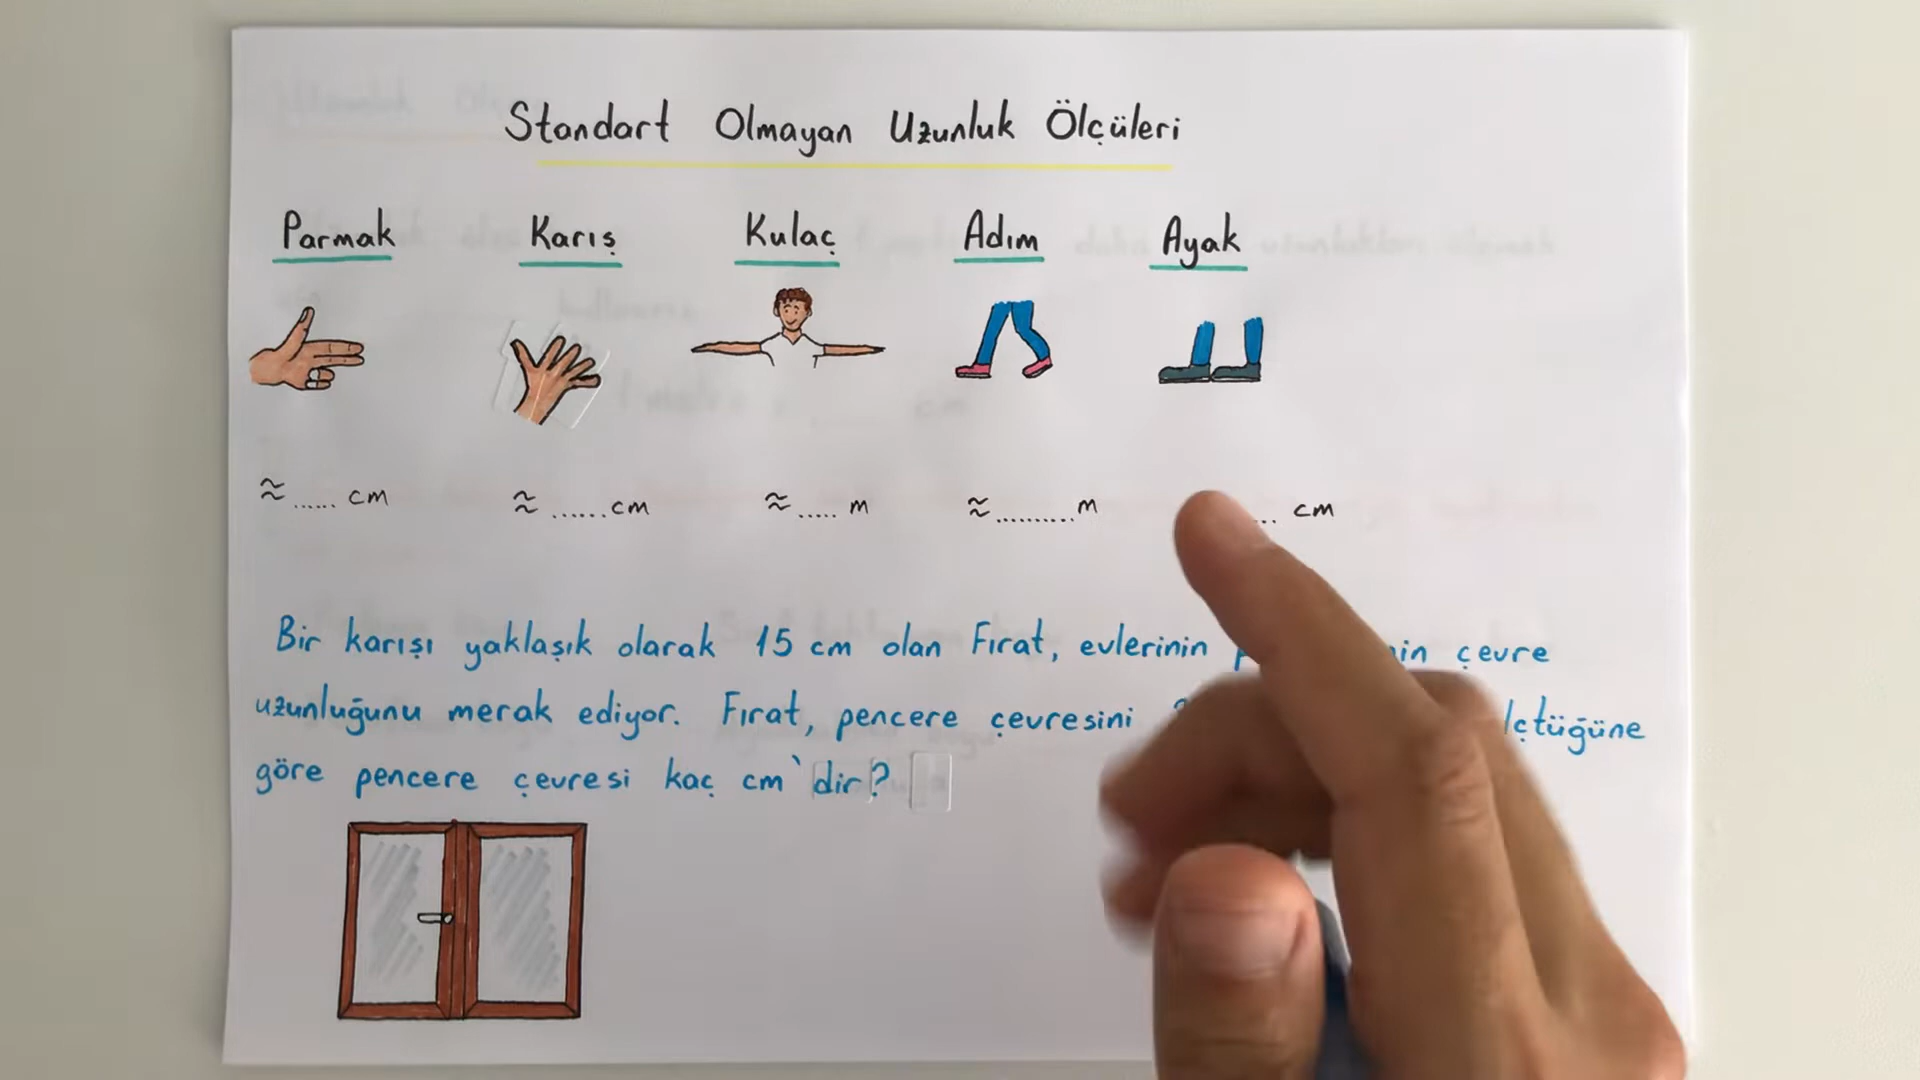 Standart Olmayan Uzunluk Ölçüleri
Parmak Karış Kulaç Adım Ayak
≈ ...... cm ≈ ...... cm ≈ ..... m ≈ .......... m ... cm
Bir karışı yaklaşık olarak 15 cm olan Fırat, evlerinin çevre
uzunluğunu merak ediyor. Fırat, pencere çevresini
göre pencere çevresi kaç cm'dir?